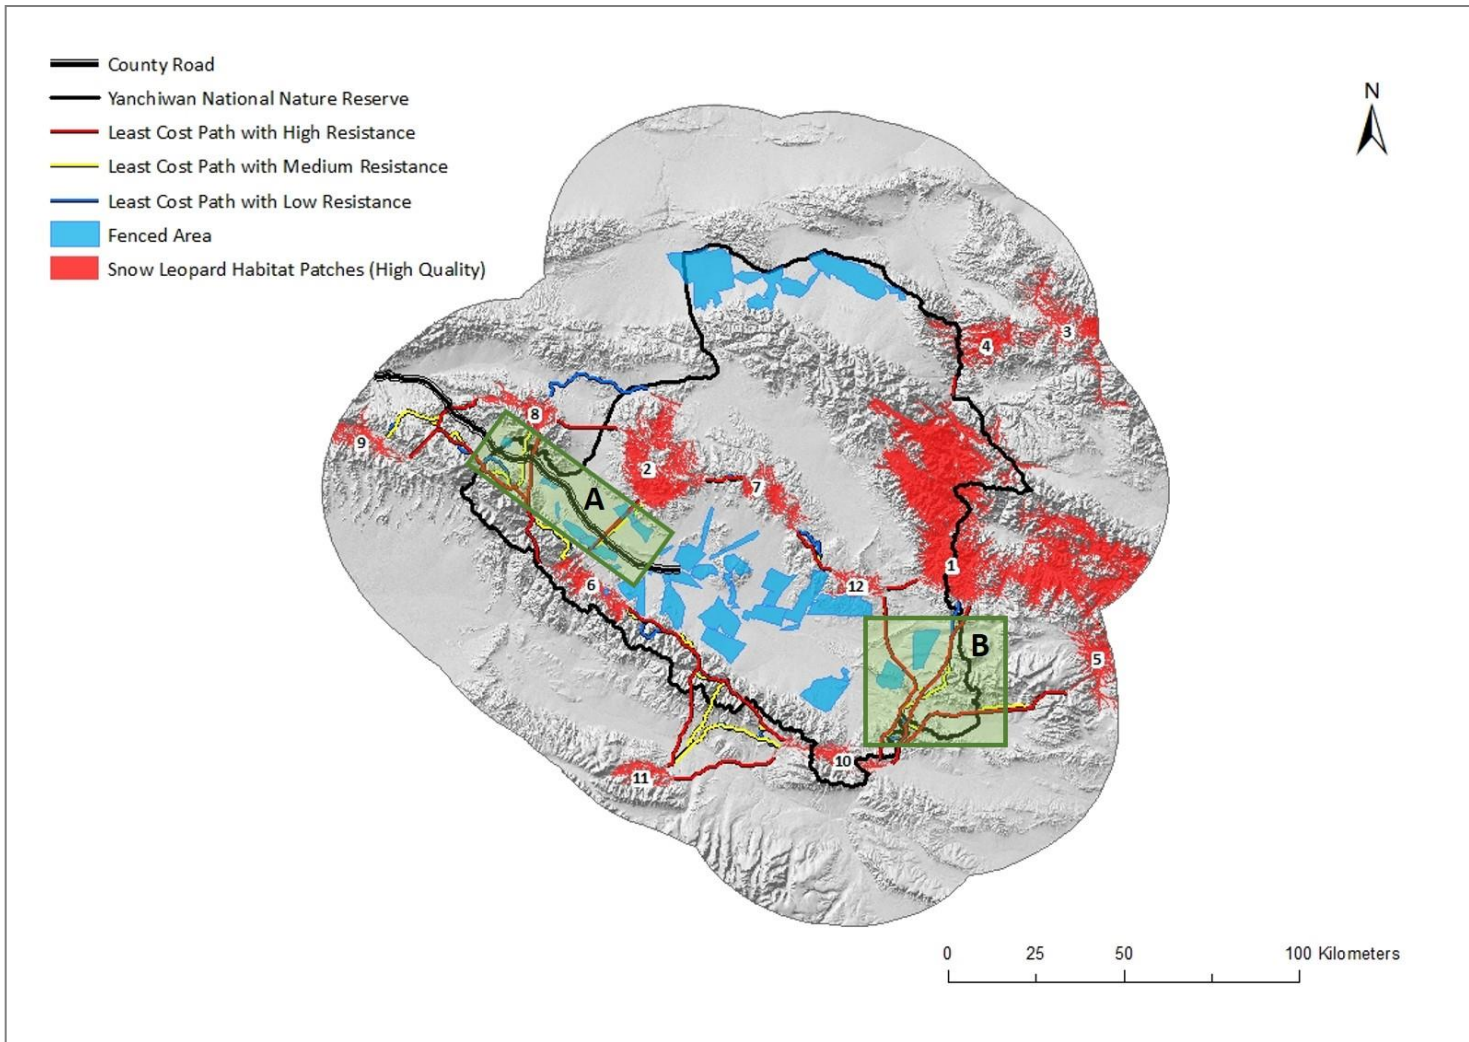 County Road
Yanchiwan National Nature Reserve
Least Cost Path with High Resistance
Least Cost Path with Medium Resistance
Least Cost Path with Low Resistance
Fenced Area
Snow Leopard Habitat Patches (High Quality)
N
3
4
8
9
2
7
A
1
12
6
B
5
10
11
0 25 50 100 Kilometers